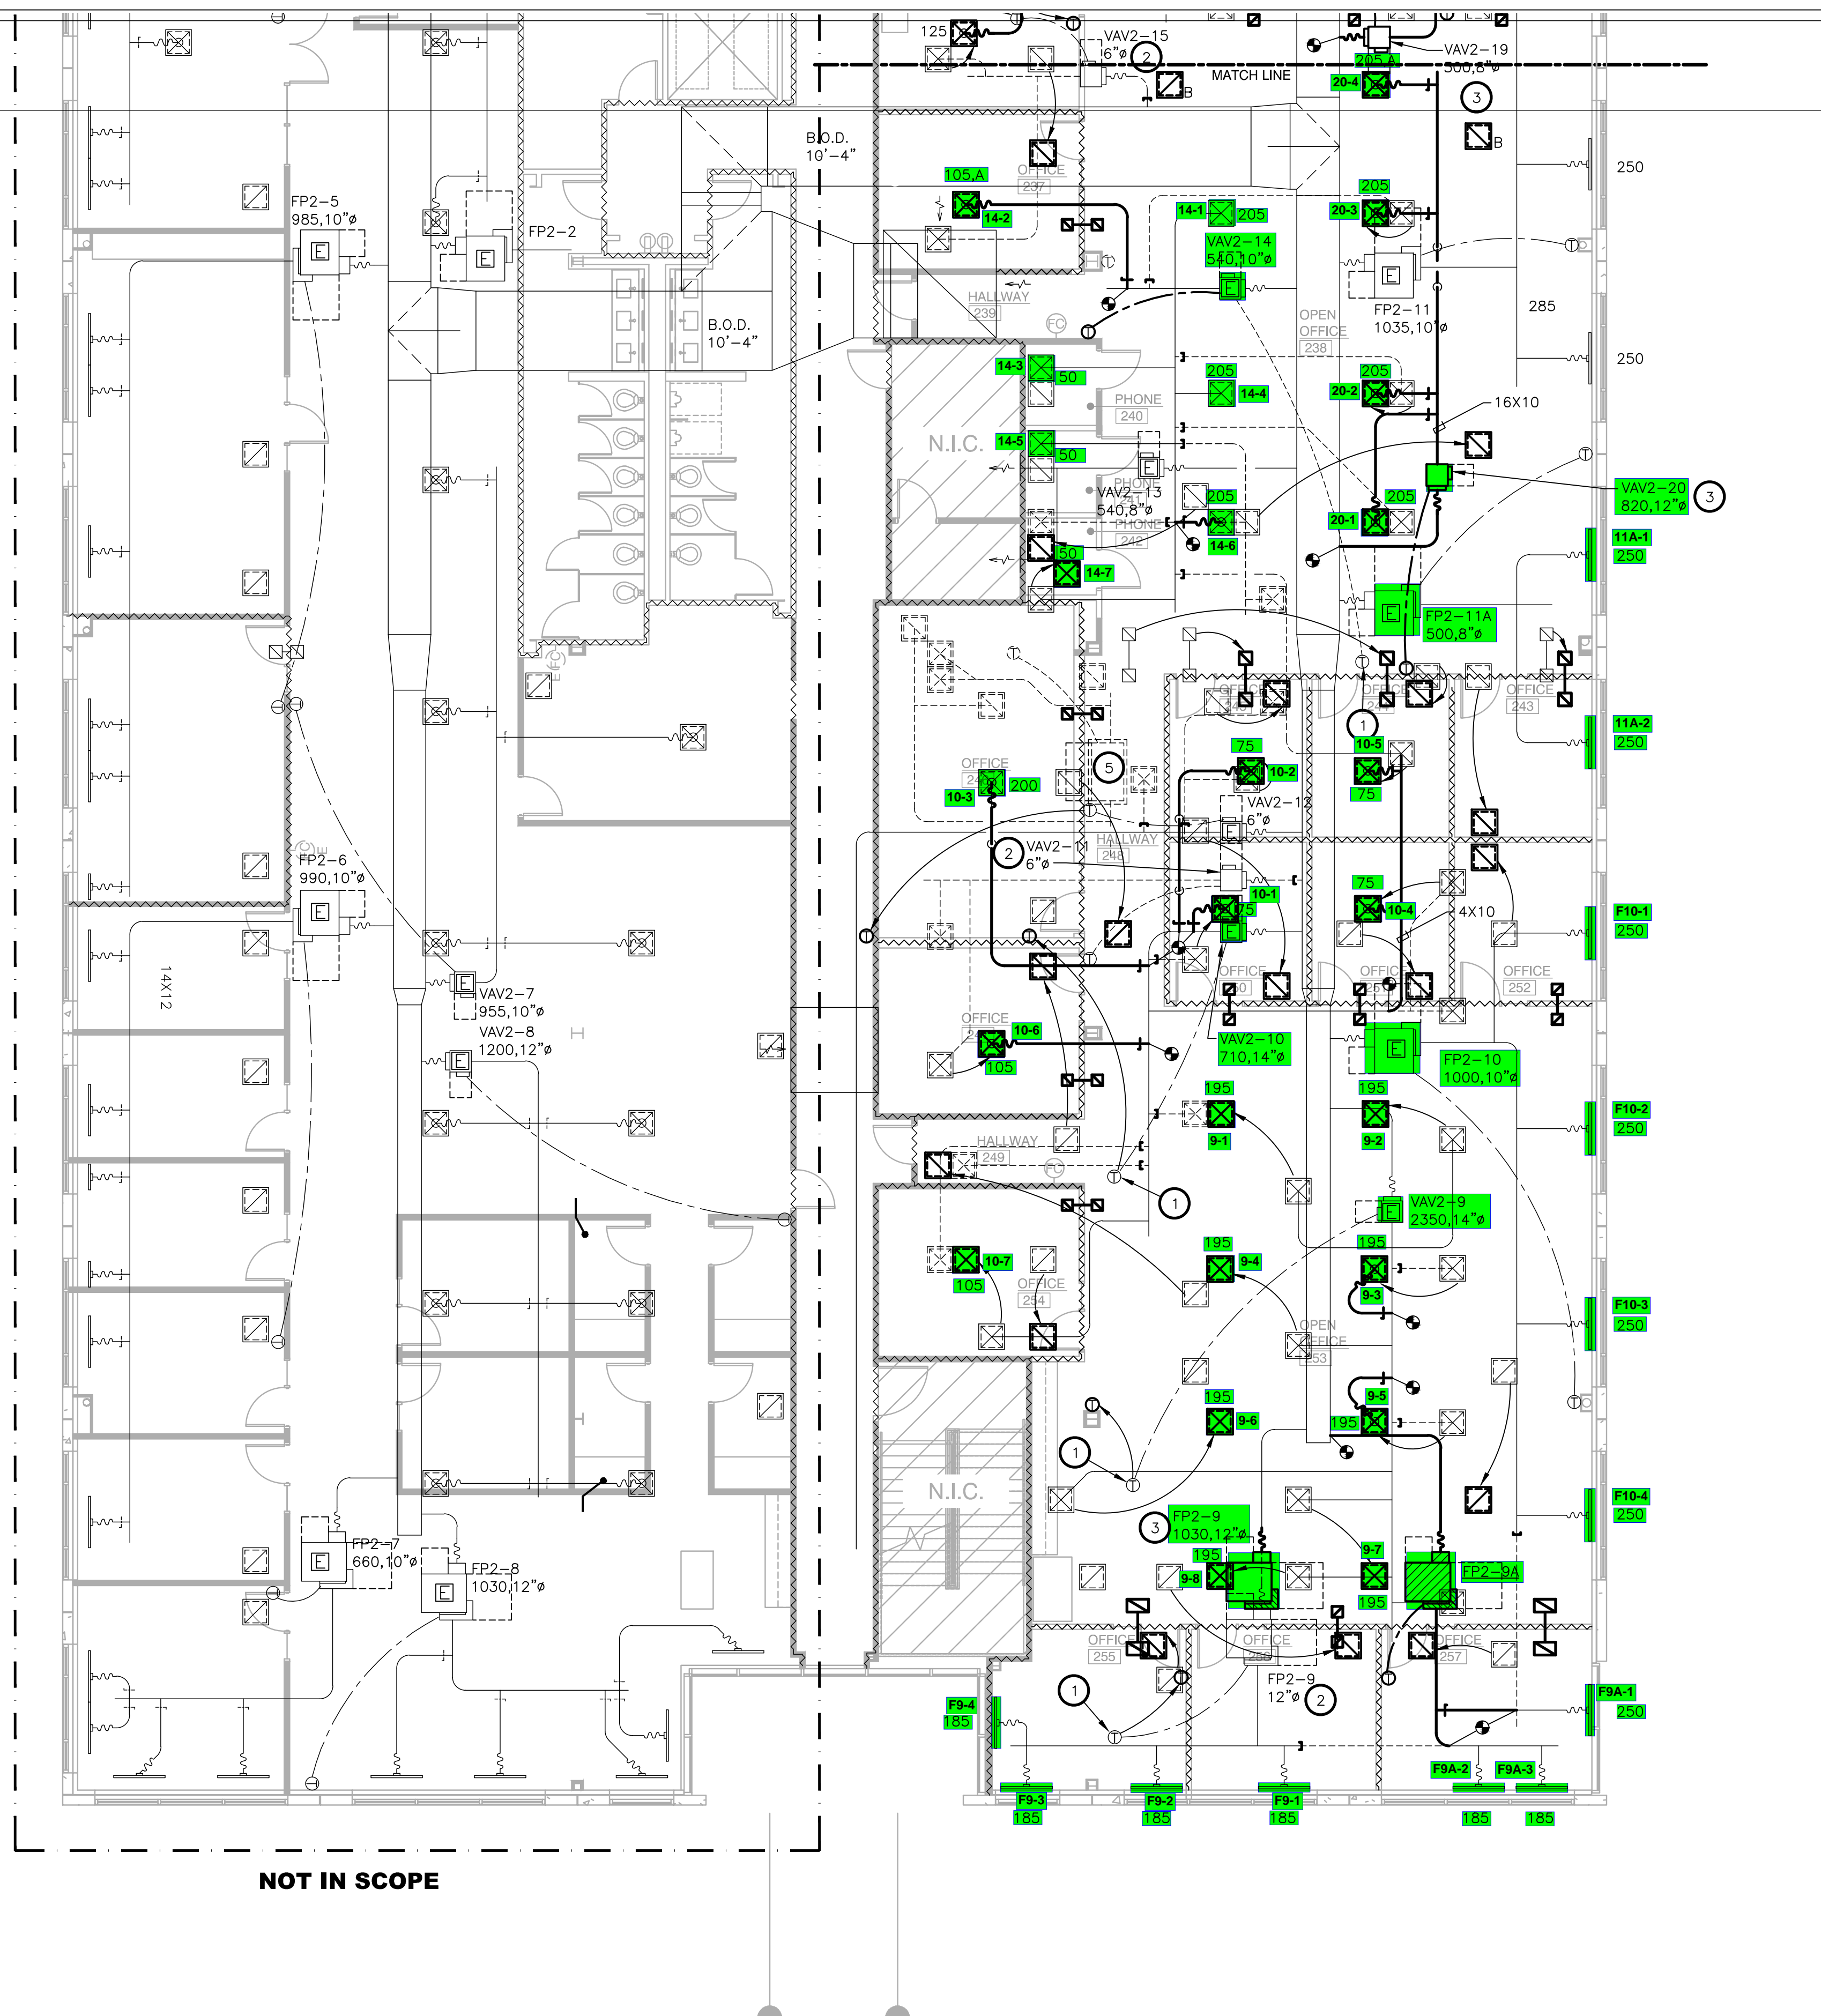 125
VAV2-15
6"ø
2
B
MATCH LINE
VAV2-19
500,8"ø
205,A
20-4
3
B
B.O.D.
10'-4"
OFFICE
237
105,A
14-2
14-1
205
205
20-3
250
FP2-5
985,10"ø
E
FP2-2
E
VAV2-14
540,10"ø
E
E
FP2-11
1035,10"ø
HALLWAY
239
FC
OPEN
OFFICE
238
285
B.O.D.
10'-4"
250
14-3
50
205
14-4
205
20-2
16X10
PHONE
240
N.I.C.
14-5
50
E
PHONE
241
VAV2-13
540,8"ø
205
14-6
205
20-1
VAV2-20
820,12"ø
3
PHONE
242
50
14-7
11A-1
250
E
FP2-11A
500,8"ø
OFFICE
OFFICE
OFFICE
243
1
11A-2
250
75
10-2
10-5
75
5
OFFICE
10-3
200
VAV2-12
6"ø
E
HALLWAY
248
2
VAV2-11
6"ø
FP2-6
990,10"ø
E
10-1
75
E
75
10-4
4X10
F10-1
250
14X12
E
VAV2-7
955,10"ø
VAV2-8
1200,12"ø
E
OFFICE
OFFICE
OFFICE
252
OFFICE
10-6
105
VAV2-10
710,14"ø
E
FP2-10
1000,10"ø
195
9-1
195
9-2
F10-2
250
HALLWAY
249
FC
1
VAV2-9
2350,14"ø
E
195
9-4
195
9-3
10-7
105
OFFICE
254
F10-3
250
OPEN
OFFICE
253
195
9-6
9-5
195
1
N.I.C.
F10-4
250
3
FP2-9
1030,12"ø
195
9-8
9-7
195
FP2-9A
FP2-7
660,10"ø
E
FP2-8
1030,12"ø
E
OFFICE
255
OFFICE
OFFICE
257
FP2-9
12"ø
2
1
F9-4
185
F9A-1
250
F9A-2
F9A-3
F9-3
185
F9-2
185
F9-1
185
185
185
NOT IN SCOPE